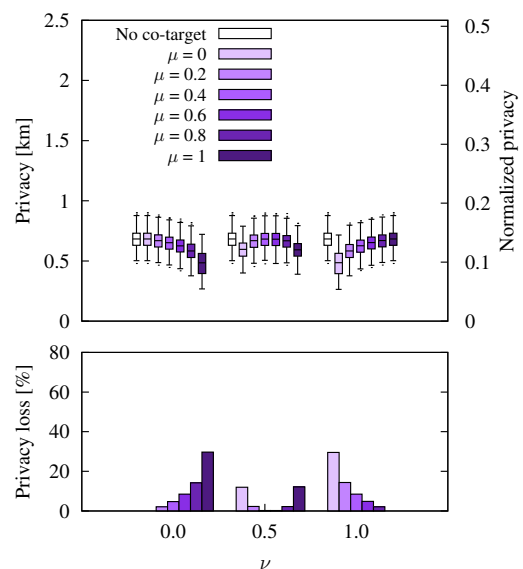 No co-target
μ = 0
μ = 0.2
μ = 0.4
μ = 0.6
μ = 0.8
μ = 1
Privacy [km]
2.5
2
1.5
1
0.5
0
Normalized privacy
0.5
0.4
0.3
0.2
0.1
0
Privacy loss [%]
80
60
40
20
0
0.0 0.5 1.0
ν